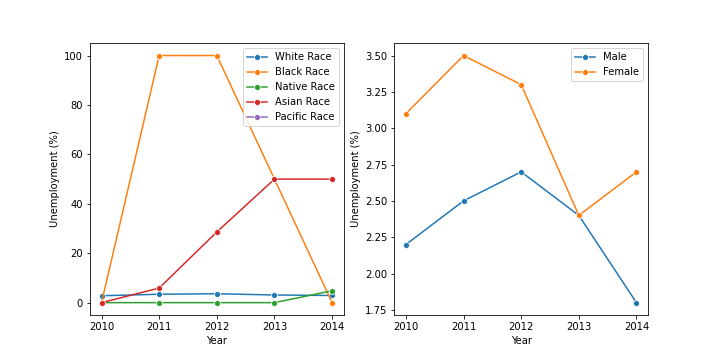 100
80
60
40
20
0
Unemployment (%)
2010 2011 2012 2013 2014
Year
White Race
Black Race
Native Race
Asian Race
Pacific Race
3.50
3.25
3.00
2.75
2.50
2.25
2.00
1.75
Unemployment (%)
2010 2011 2012 2013 2014
Year
Male
Female